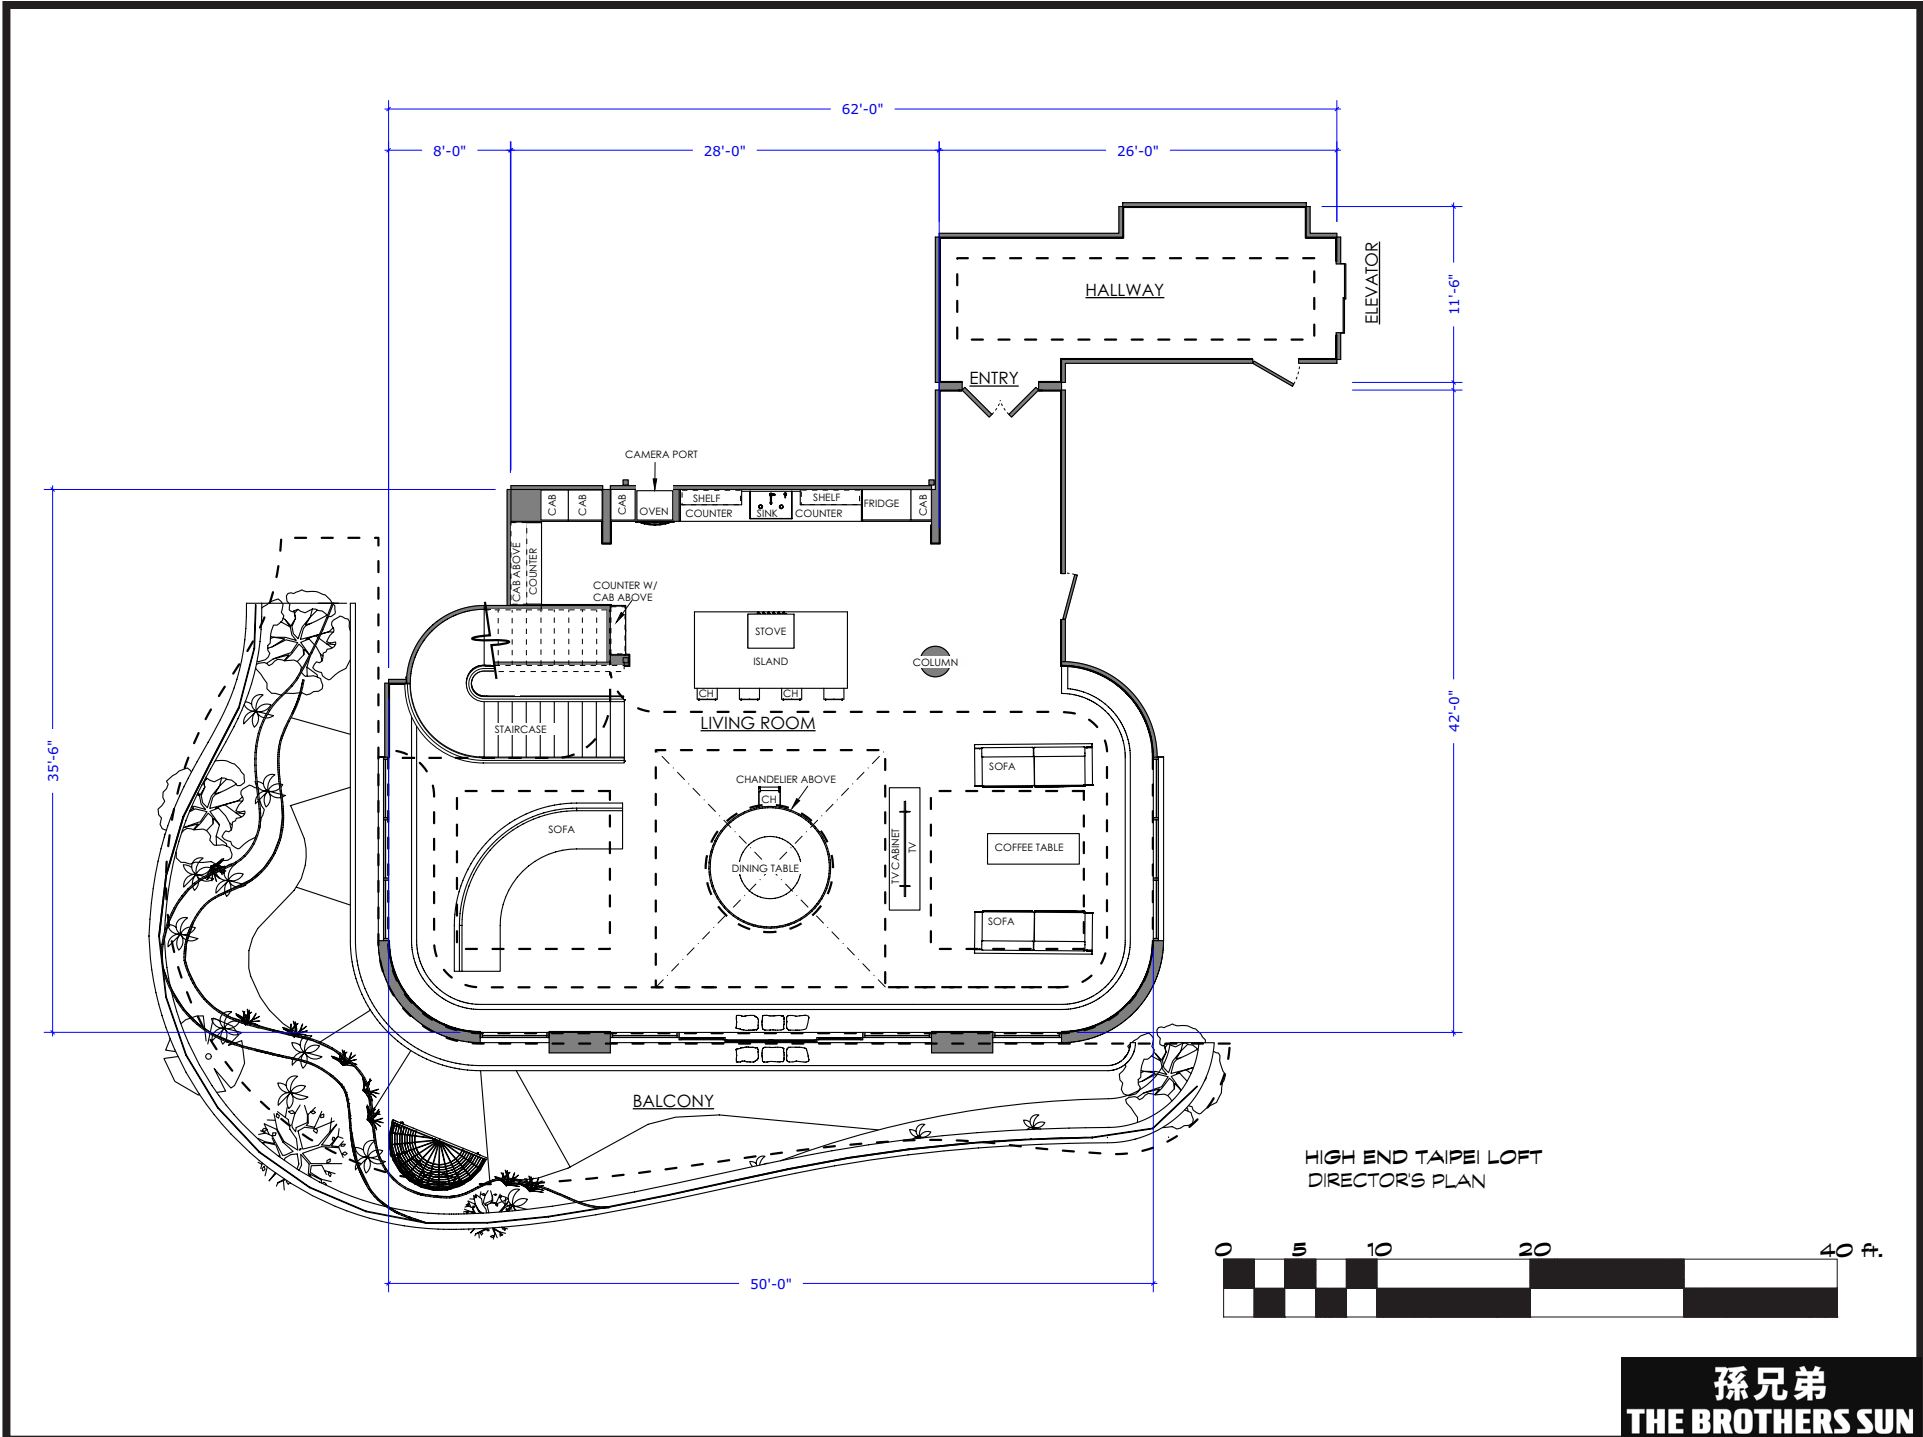 62'-0"
8'-0"
28'-0"
26'-0"
HALLWAY
ELEVATOR
11'-6"
ENTRY
CAMERA PORT
CAB
CAB
CAB
OVEN
SHELF
COUNTER
SINK
SHELF
COUNTER
FRIDGE
CAB
CAB ABOVE
COUNTER
COUNTER W/
CAB ABOVE
STOVE
ISLAND
COLUMN
CH
CH
LIVING ROOM
STAIRCASE
42'-0"
35'-6"
SOFA
CHANDELIER ABOVE
CH
DINING TABLE
TV CABINET
TV
SOFA
COFFEE TABLE
SOFA
BALCONY
HIGH END TAIPEI LOFT
DIRECTOR'S PLAN
0 5 10 20 40 ft.
50'-0"
孫兄弟
THE BROTHERS SUN